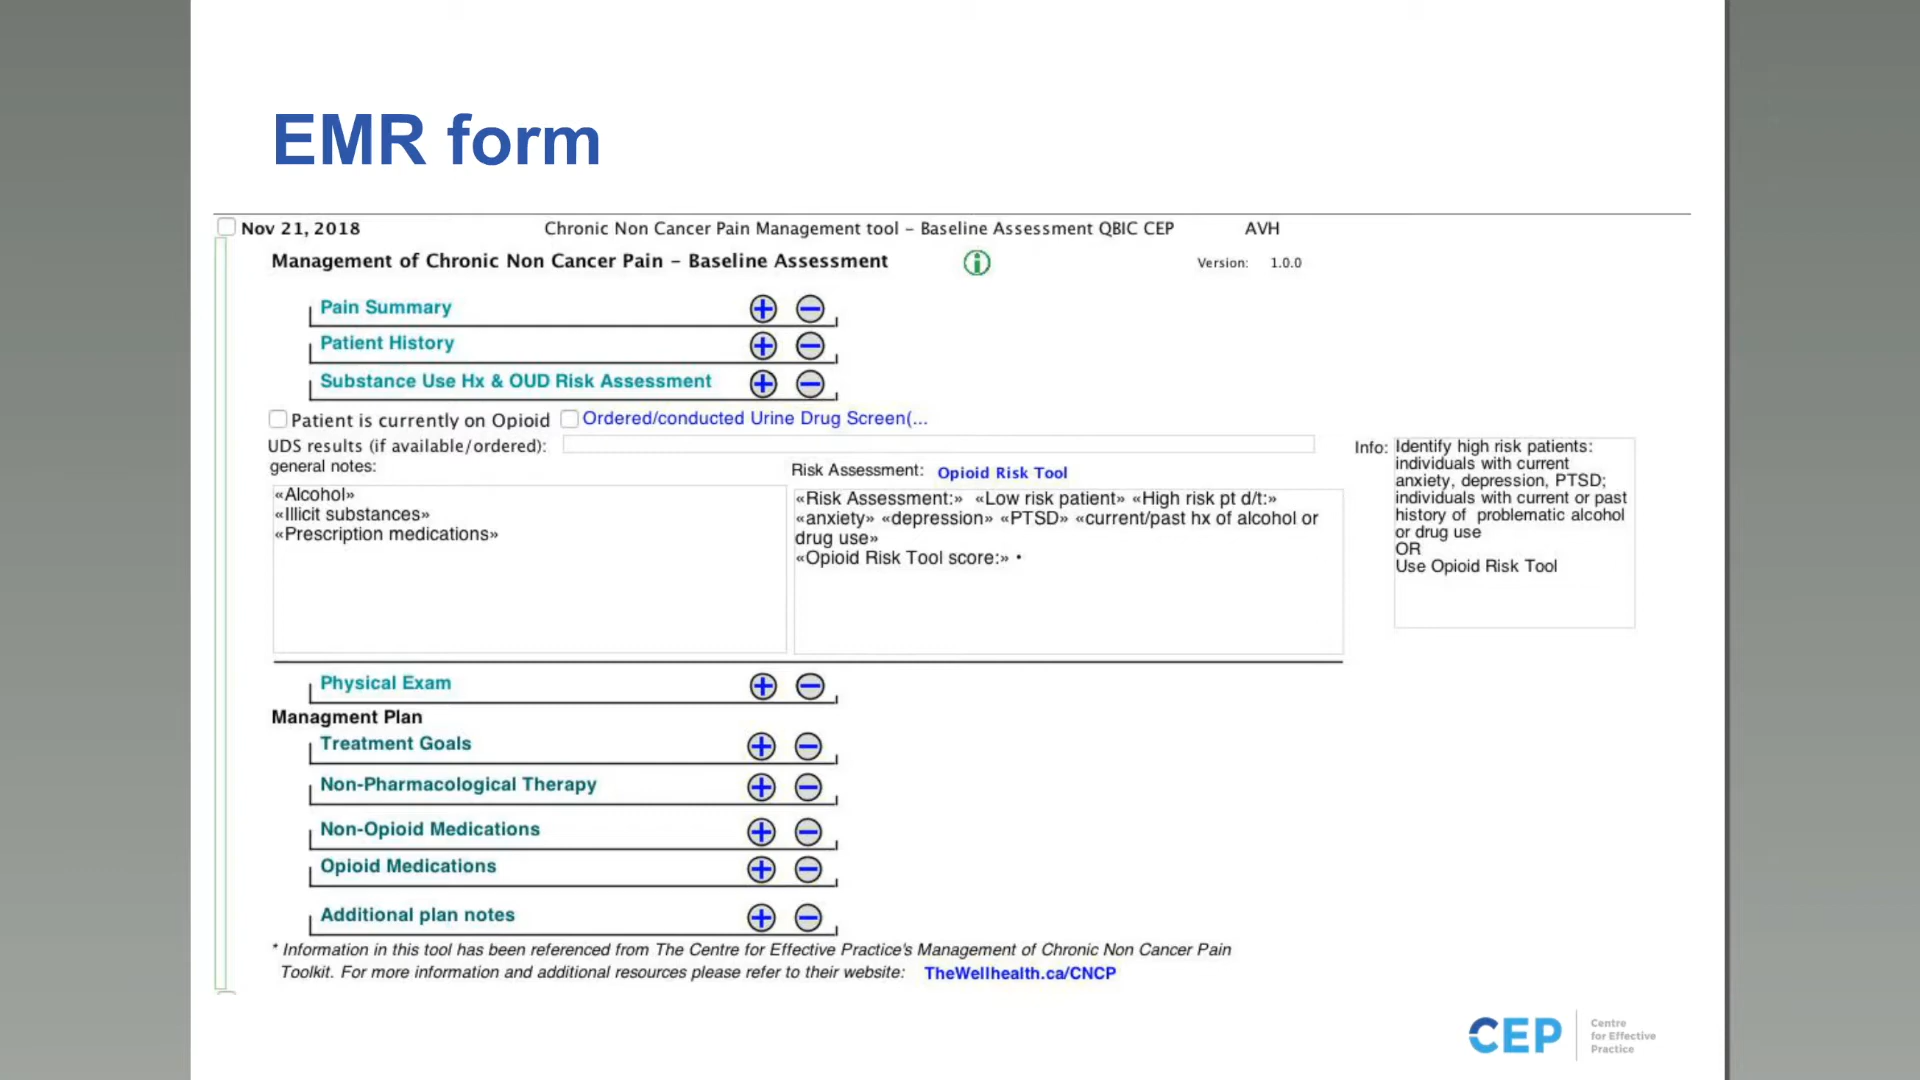 EMR form
Nov 21, 2018 Chronic Non Cancer Pain Management tool – Baseline Assessment QBIC CEP AVH
Management of Chronic Non Cancer Pain – Baseline Assessment Version: 1.0.0
Pain Summary
Patient History
Substance Use Hx & OUD Risk Assessment
Patient is currently on Opioid Ordered/conducted Urine Drug Screen(...
UDS results (if available/ordered):
general notes:
«Alcohol»
«Illicit substances»
«Prescription medications»
Risk Assessment: Opioid Risk Tool
«Risk Assessment:» «Low risk patient» «High risk pt d/t:»
«anxiety» «depression» «PTSD» «current/past hx of alcohol or
drug use»
«Opioid Risk Tool score:» •
Info: Identify high risk patients:
individuals with current
anxiety, depression, PTSD;
individuals with current or past
history of problematic alcohol
or drug use
OR
Use Opioid Risk Tool
Physical Exam
Managment Plan
Treatment Goals
Non-Pharmacological Therapy
Non-Opioid Medications
Opioid Medications
Additional plan notes
* Information in this tool has been referenced from The Centre for Effective Practice's Management of Chronic Non Cancer Pain
Toolkit. For more information and additional resources please refer to their website: TheWellhealth.ca/CNCP
CEP
Centre
for Effective
Practice